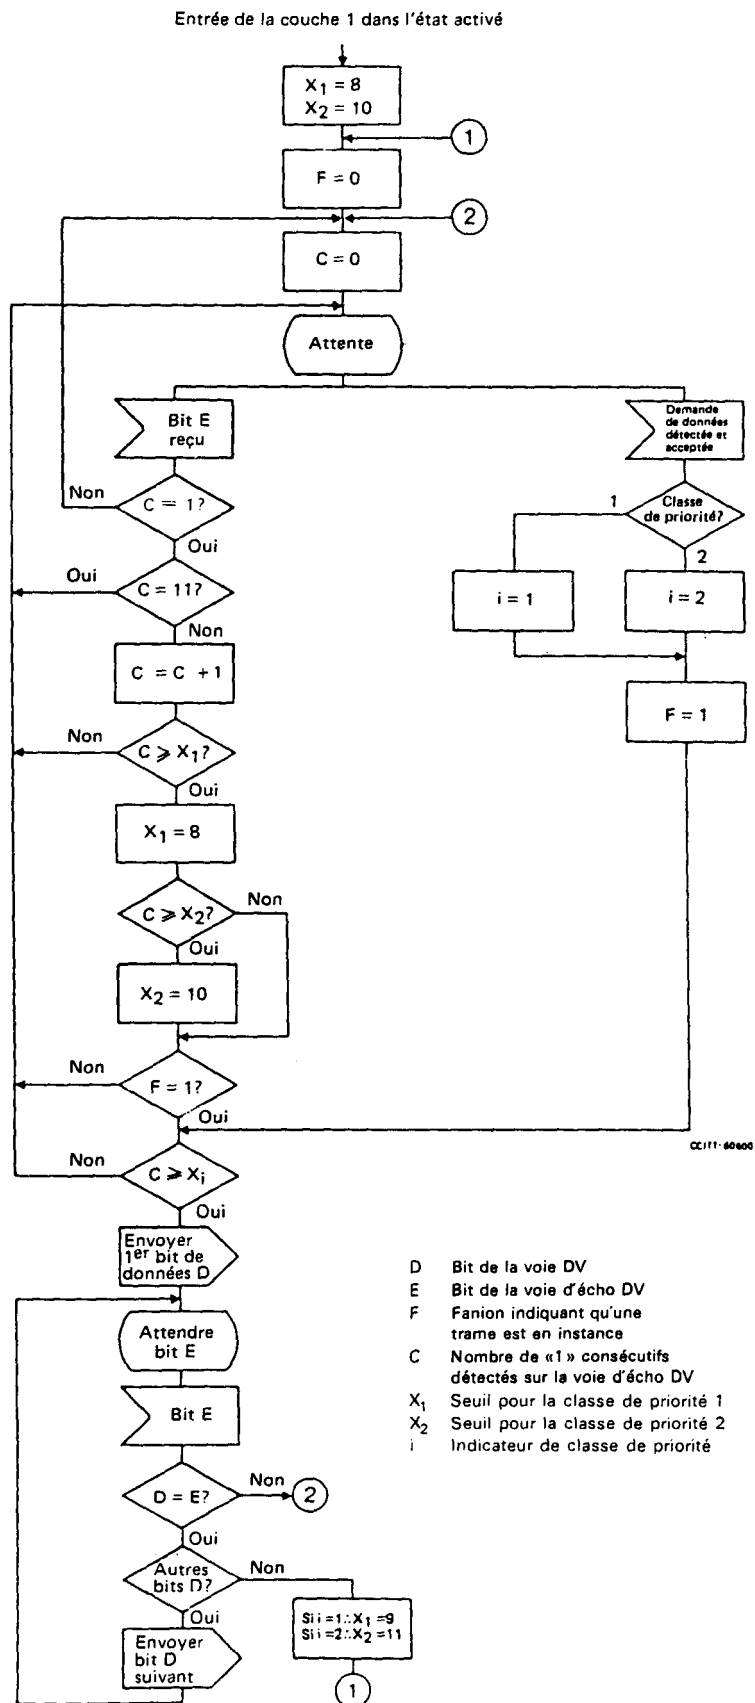 Entrée de la couche 1 dans l'état activé
X1 = 8
X2 = 10
1
F = 0
2
C = 0
Attente
Bit E
reçu
Demande
de données
détectée et
acceptée
Non
C = 1?
Oui
Classe
de priorité?
1
2
Oui
C = 11?
Non
i = 1
i = 2
C = C + 1
F = 1
Non
C ⩾ X1?
Oui
X1 = 8
C ⩾ X2?
Non
Oui
X2 = 10
Non
F = 1?
Oui
CCITT-60600
Non
C ⩾ Xi
Oui
Envoyer
1er bit de
données D
Attendre
bit E
Bit E
D = E?
Non
2
Oui
Autres
bits D?
Non
Oui
Si i =1∴X1 =9
Si i =2∴X2 =11
Envoyer
bit D
suivant
1
D Bit de la voie DV
E Bit de la voie d'écho DV
F Fanion indiquant qu'une
trame est en instance
C Nombre de «1» consécutifs
détectés sur la voie d'écho DV
X1 Seuil pour la classe de priorité 1
X2 Seuil pour la classe de priorité 2
i Indicateur de classe de priorité